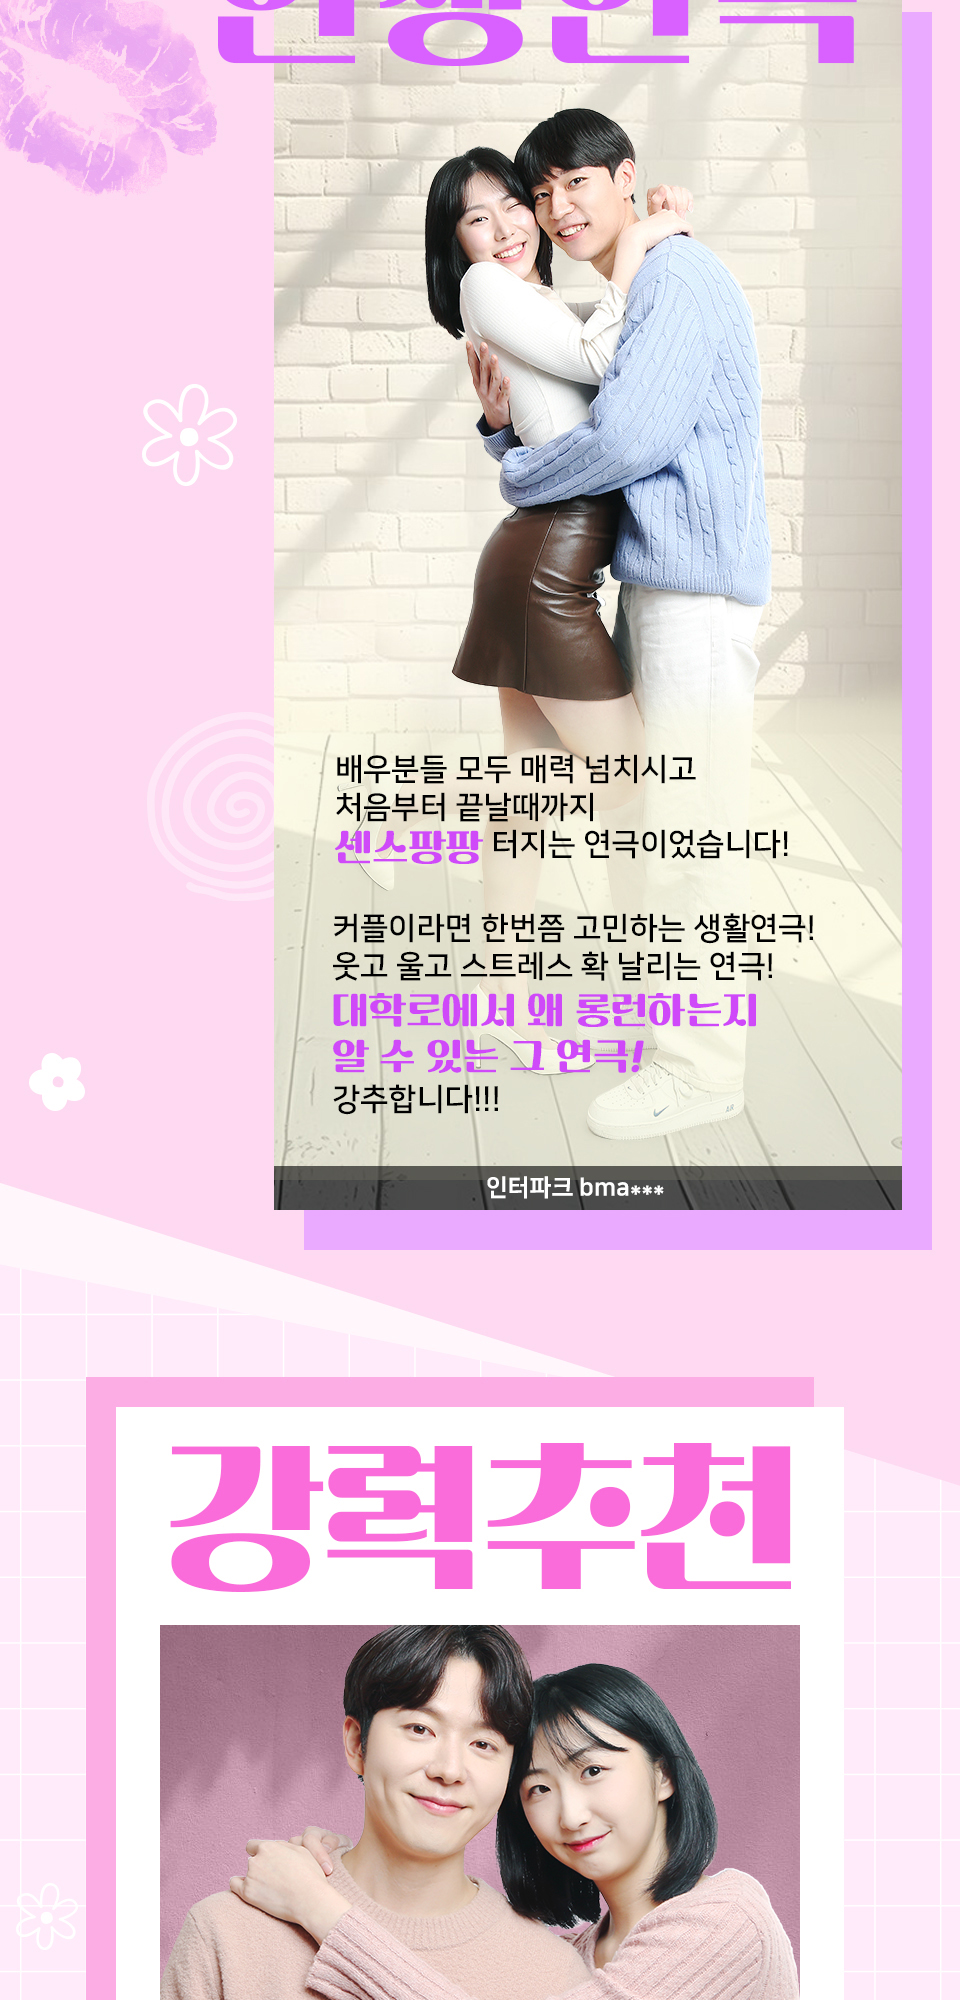 배우분들 모두 매력 넘치시고
처음부터 끝날때까지
센스팡팡 터지는 연극이었습니다!
커플이라면 한번쯤 고민하는 생활연극!
웃고 울고 스트레스 확 날리는 연극!
대학로에서 왜 롱런하는지
알 수 있는 그 연극!
강추합니다!!!
인터파크 bma***
강력추천